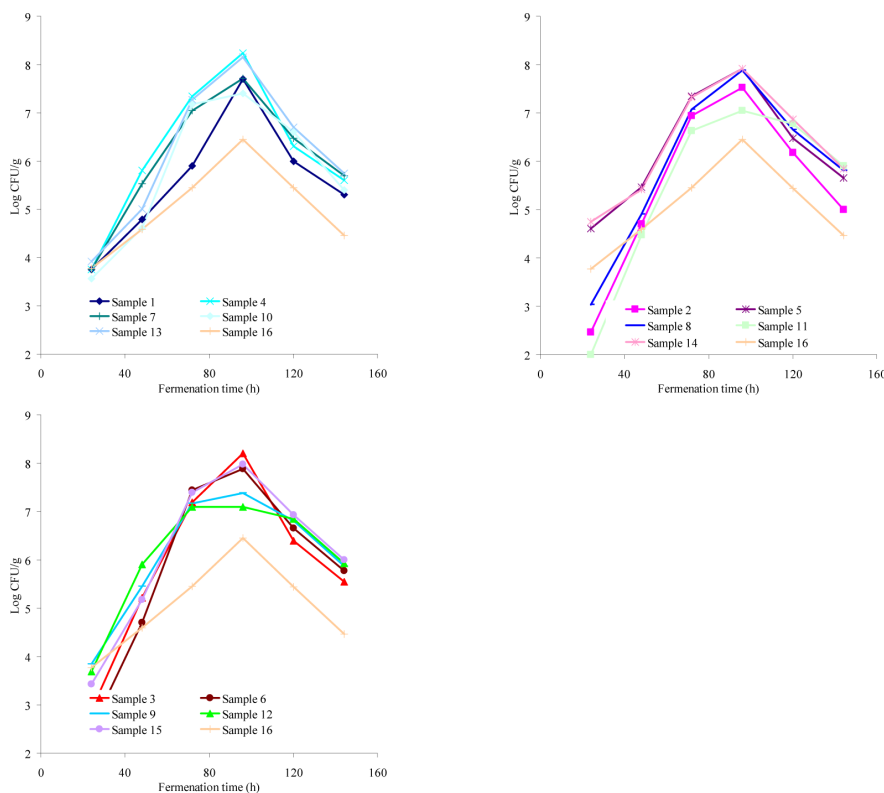 9
8
7
6
5
4
3
2
Log CFU/g
Sample 1 Sample 4
Sample 7 Sample 10
Sample 13 Sample 16
0 40 80 120 160
Fermenation time (h)
9
8
7
6
5
4
3
2
Log CFU/g
Sample 2 Sample 5
Sample 8 Sample 11
Sample 14 Sample 16
0 40 80 120 160
Fermenation time (h)
9
8
7
6
5
4
3
2
Log CFU/g
Sample 3 Sample 6
Sample 9 Sample 12
Sample 15 Sample 16
0 40 80 120 160
Fermenation time (h)